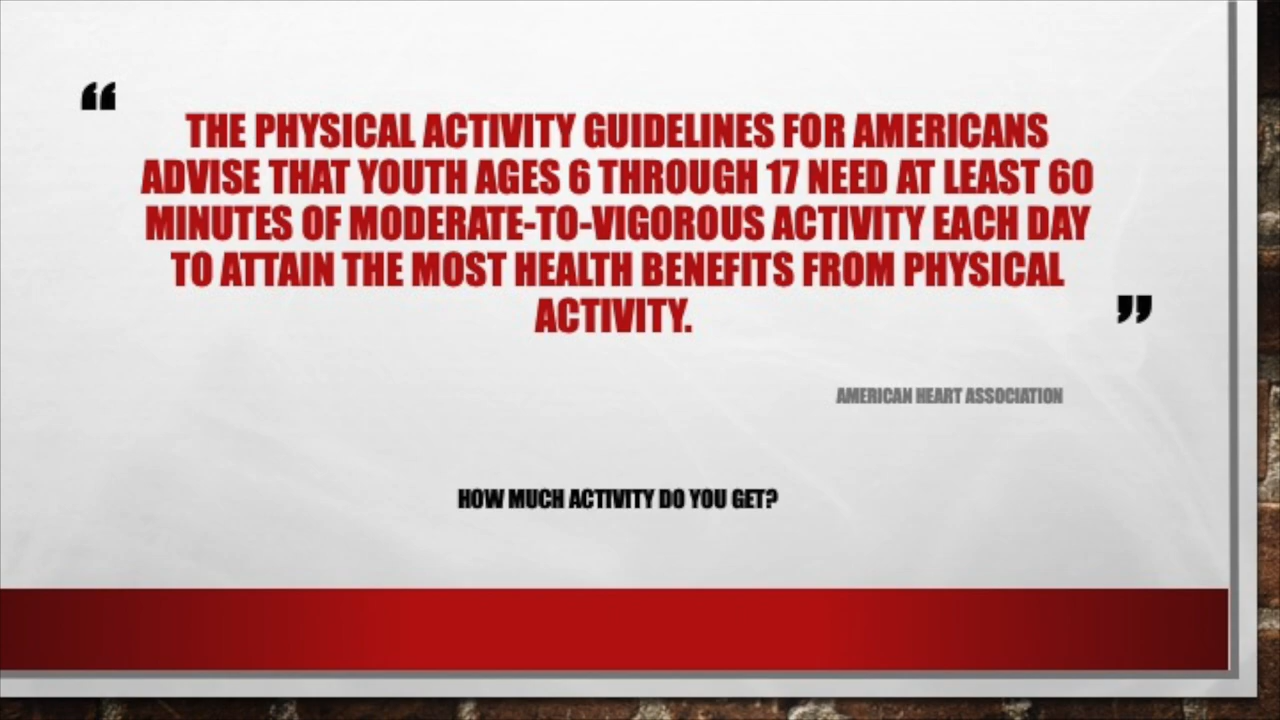 “
THE PHYSICAL ACTIVITY GUIDELINES FOR AMERICANS
ADVISE THAT YOUTH AGES 6 THROUGH 17 NEED AT LEAST 60
MINUTES OF MODERATE-TO-VIGOROUS ACTIVITY EACH DAY
TO ATTAIN THE MOST HEALTH BENEFITS FROM PHYSICAL
ACTIVITY.
”
AMERICAN HEART ASSOCIATION
HOW MUCH ACTIVITY DO YOU GET?